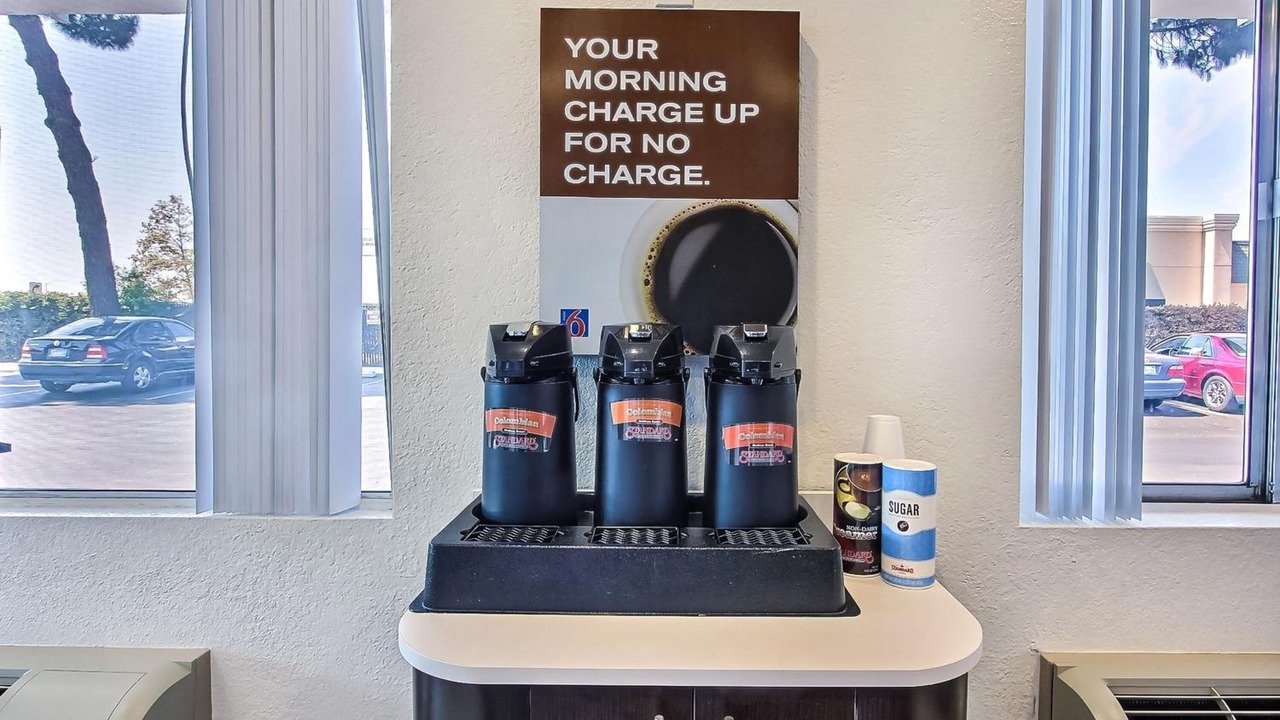 YOUR
MORNING
CHARGE UP
FOR NO
CHARGE.
6
Colombian
STANDARD
Colombian
STANDARD
Colombian
STANDARD
NON-DAIRY
Creamer
STANDARD
SUGAR
STANDARD